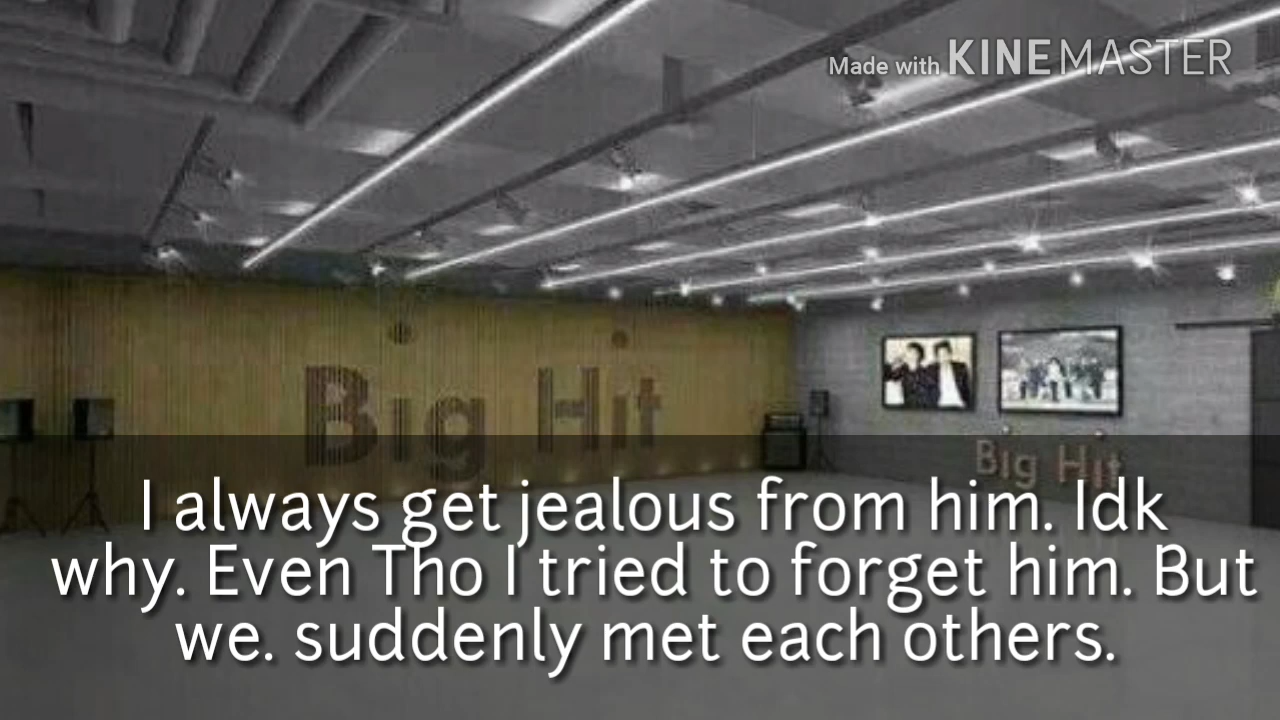 Made with KINEMASTER
Big Hit
Big Hit
I always get jealous from him. Idk
why. Even Tho I tried to forget him. But
we. suddenly met each others.